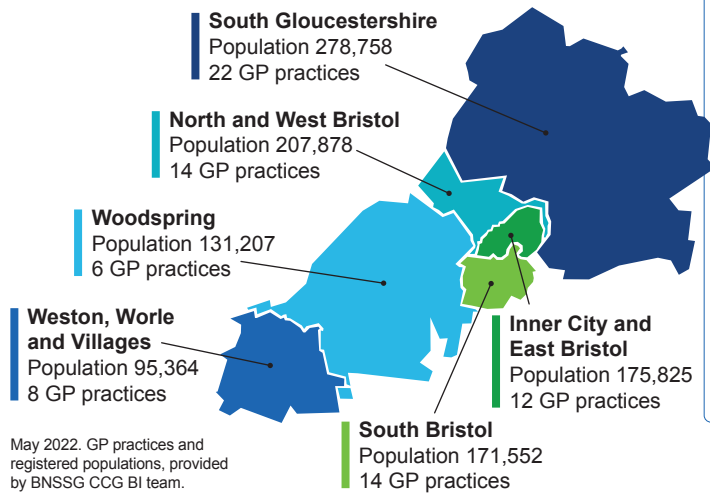 South Gloucestershire
Population 278,758
22 GP practices
North and West Bristol
Population 207,878
14 GP practices
Woodspring
Population 131,207
6 GP practices
Weston, Worle
and Villages
Population 95,364
8 GP practices
Inner City and
East Bristol
Population 175,825
12 GP practices
South Bristol
Population 171,552
14 GP practices
May 2022. GP practices and
registered populations, provided
by BNSSG CCG BI team.